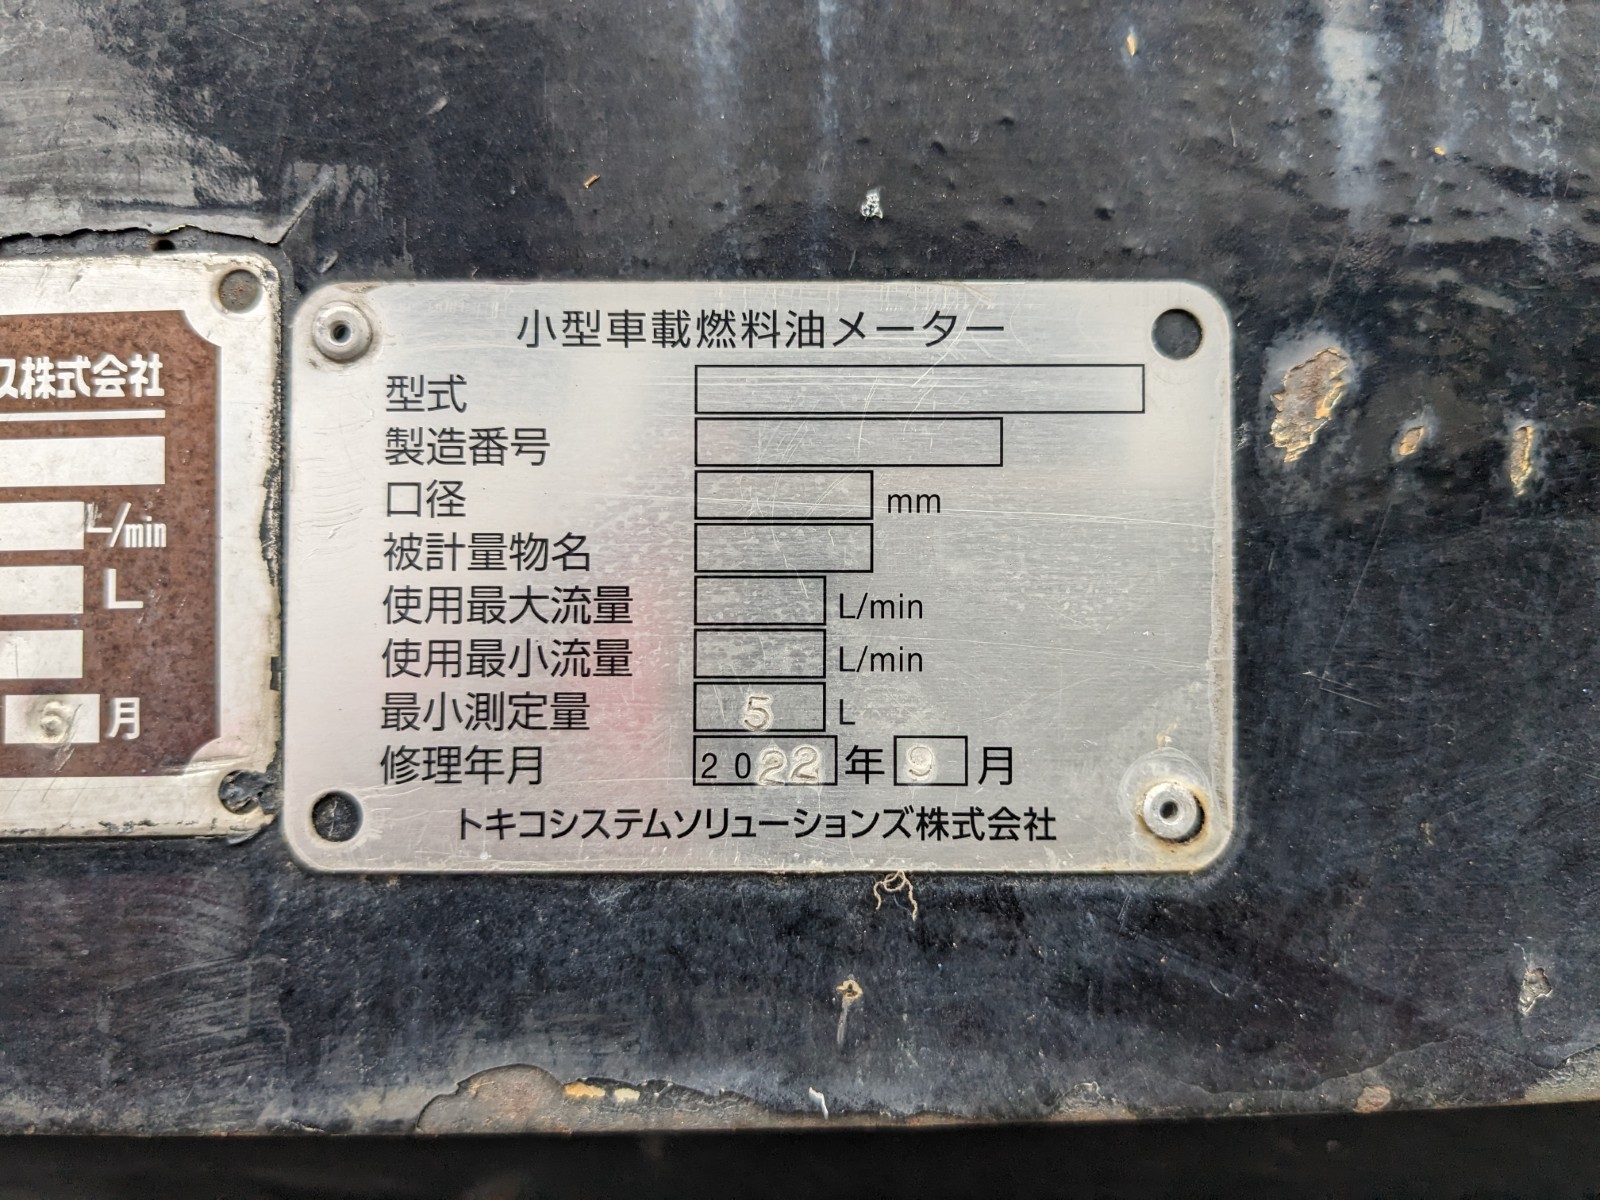 ス株式会社
L/min
L
6月
小型車載燃料油メーター
型式
製造番号
口径 mm
被計量物名
使用最大流量 L/min
使用最小流量 L/min
最小測定量 5 L
修理年月 2022年9月
トキコシステムソリューションズ株式会社